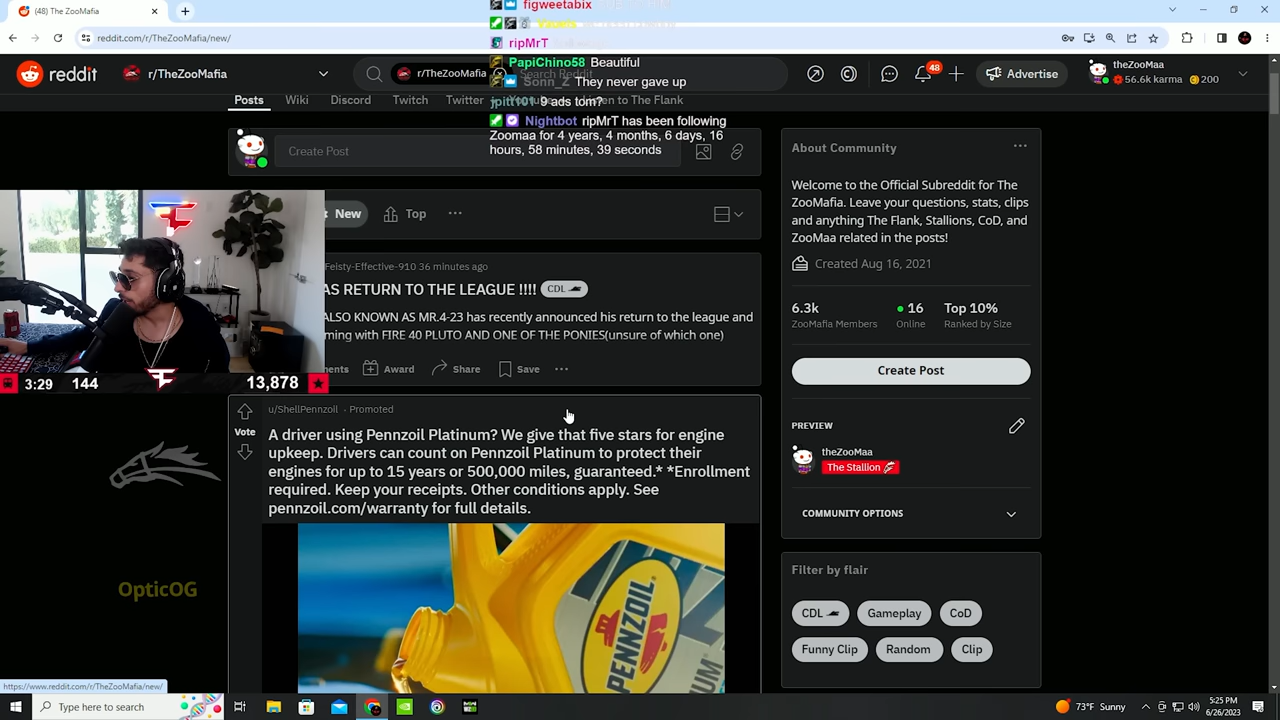 (48) The ZooMafia
figweetabix
ripMrT
reddit.com/r/TheZooMafia/new/
PapiChino58 Beautiful
reddit
r/TheZooMafia
r/TheZooMafia
Search Reddit
Sonn_Z They never gave up
48
Advertise
theZooMaa
56.6k karma
200
Posts
Wiki
Discord
Twitch
Twitter
Listen to The Flank
jpitt101 9 ads tom?
Nightbot ripMrT has been following
Zoomaa for 4 years, 4 months, 6 days, 16
hours, 58 minutes, 39 seconds
Create Post
New
Top
Feisty-Effective-910 36 minutes ago
AS RETURN TO THE LEAGUE !!!!
CDL
ALSO KNOWN AS MR.4-23 has recently announced his return to the league and
ming with FIRE 40 PLUTO AND ONE OF THE PONIES(unsure of which one)
ments
Award
Share
Save
3:29
144
13,878
u/ShellPennzoil · Promoted
Vote
A driver using Pennzoil Platinum? We give that five stars for engine
upkeep. Drivers can count on Pennzoil Platinum to protect their
engines for up to 15 years or 500,000 miles, guaranteed.* *Enrollment
required. Keep your receipts. Other conditions apply. See
pennzoil.com/warranty for full details.
PENNZOIL
OpticOG
About Community
Welcome to the Official Subreddit for The
ZooMafia. Leave your questions, stats, clips
and anything The Flank, Stallions, CoD, and
ZooMaa related in the posts!
Created Aug 16, 2021
6.3k
16
Top 10%
ZooMafia Members
Online
Ranked by Size
Create Post
PREVIEW
theZooMaa
The Stallion
COMMUNITY OPTIONS
Filter by flair
CDL
Gameplay
CoD
Funny Clip
Random
Clip
https://www.reddit.com/r/TheZooMafia/new/
Type here to search
73°F Sunny
5:25 PM
6/26/2023